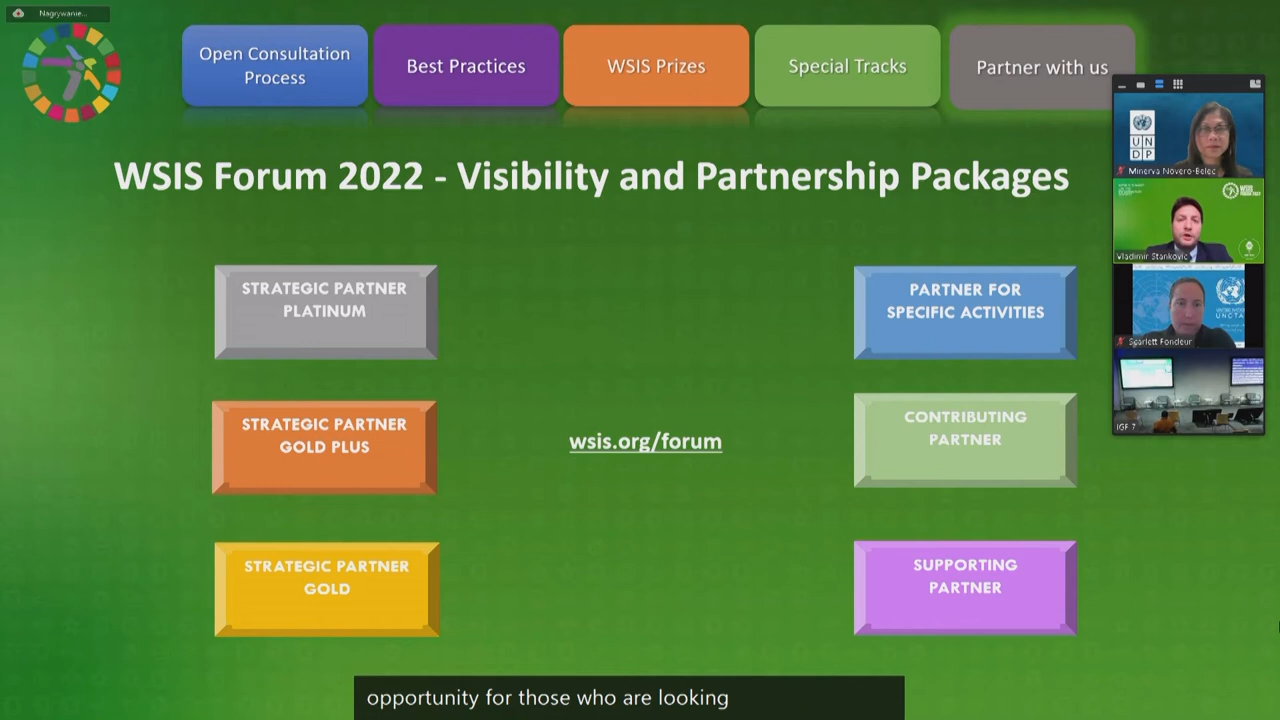 Nagrywanie...
Open Consultation
Process
Best Practices
WSIS Prizes
Special Tracks
Partner with us
WSIS Forum 2022 - Visibility and Partnership Packages
STRATEGIC PARTNER
PLATINUM
PARTNER FOR
SPECIFIC ACTIVITIES
STRATEGIC PARTNER
GOLD PLUS
wsis.org/forum
CONTRIBUTING
PARTNER
STRATEGIC PARTNER
GOLD
SUPPORTING
PARTNER
U N
D P
Minerva Novero-Belec
Vladimir Stankovic
Scarlett Fondeur
IGF 7
opportunity for those who are looking